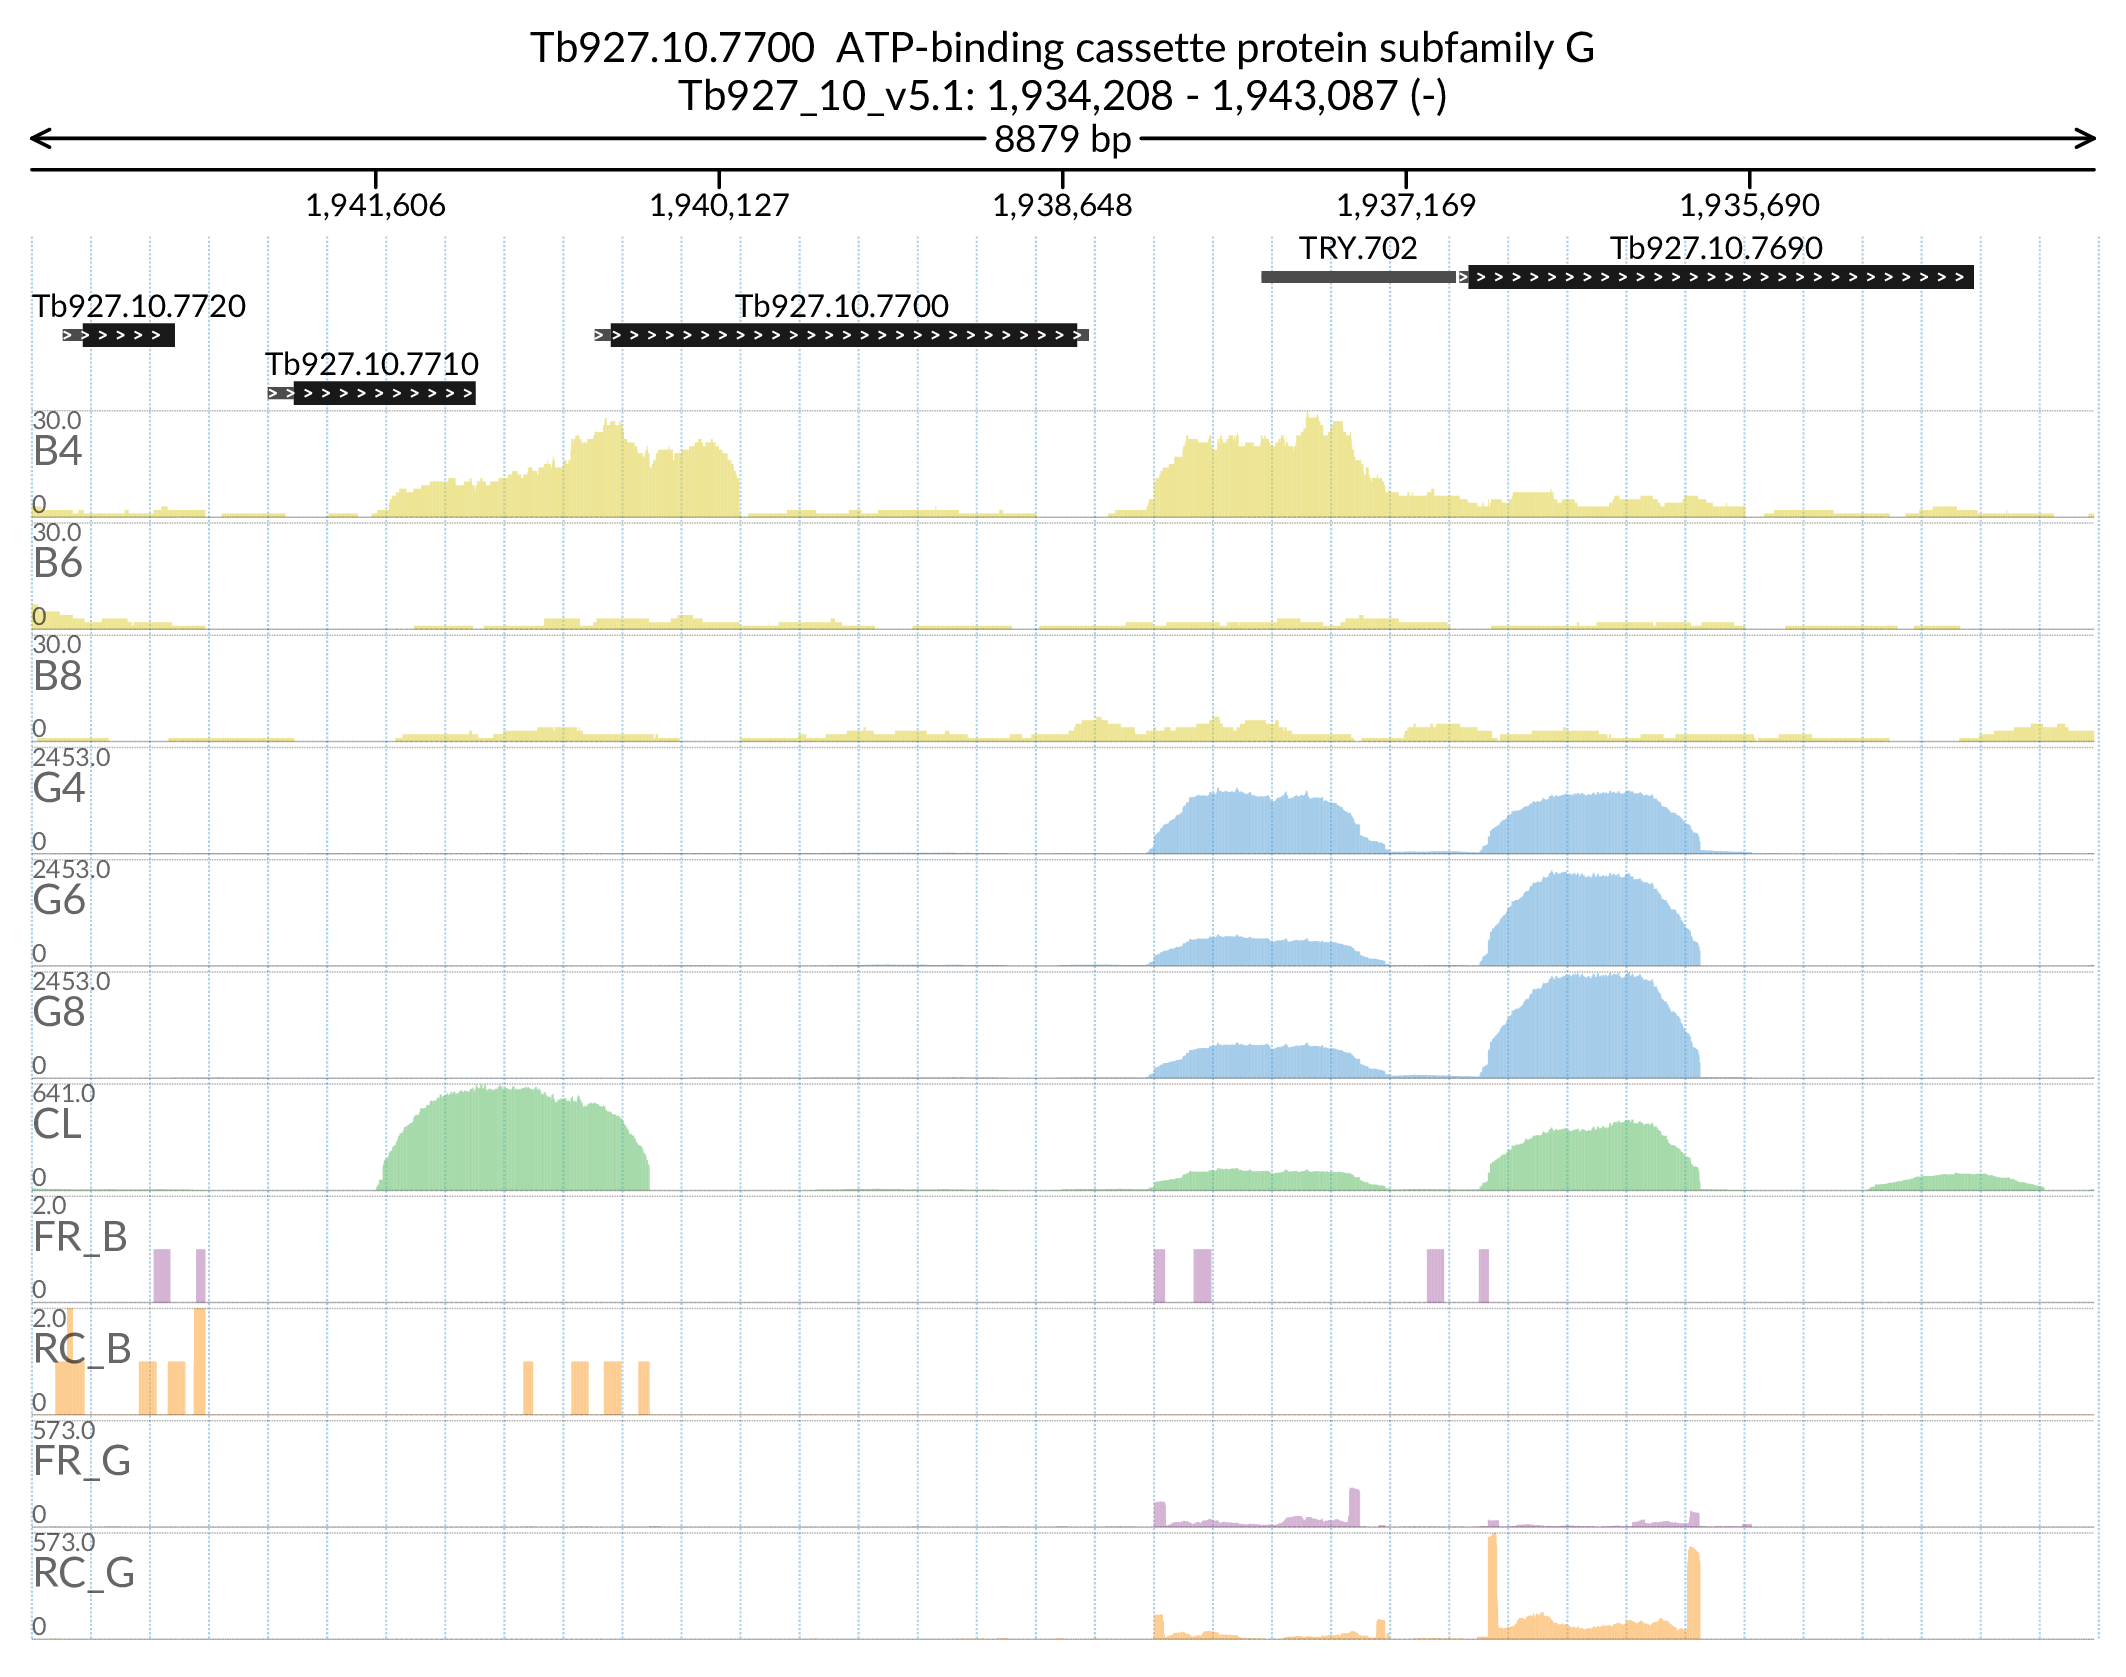 Tb927.10.7700  ATP-binding cassette protein subfamily G
Tb927_10_v5.1: 1,934,208 - 1,943,087 (-)
8879 bp
1,941,606 1,940,127 1,938,648 1,937,169 1,935,690
TRY.702 Tb927.10.7690
Tb927.10.7720 Tb927.10.7700
Tb927.10.7710
30.0
B4
0
30.0
B6
0
30.0
B8
0
2453.0
G4
0
2453.0
G6
0
2453.0
G8
0
641.0
CL
0
2.0
FR_B
0
2.0
RC_B
0
573.0
FR_G
0
573.0
RC_G
0